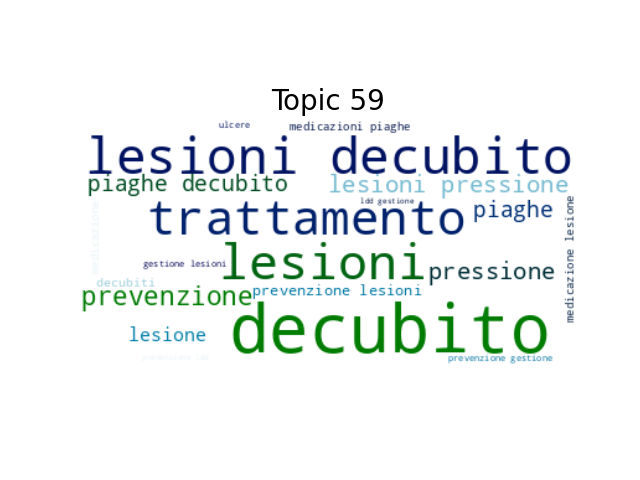 Topic 59
ulcere
medicazioni piaghe
lesioni decubito
piaghe decubito
lesioni pressione
ldd gestione
trattamento
piaghe
medicazione lesione
medicazione
gestione lesioni
lesioni
pressione
decubiti
prevenzione
prevenzione lesioni
decubito
lesione
prevenzione ldd
prevenzione gestione